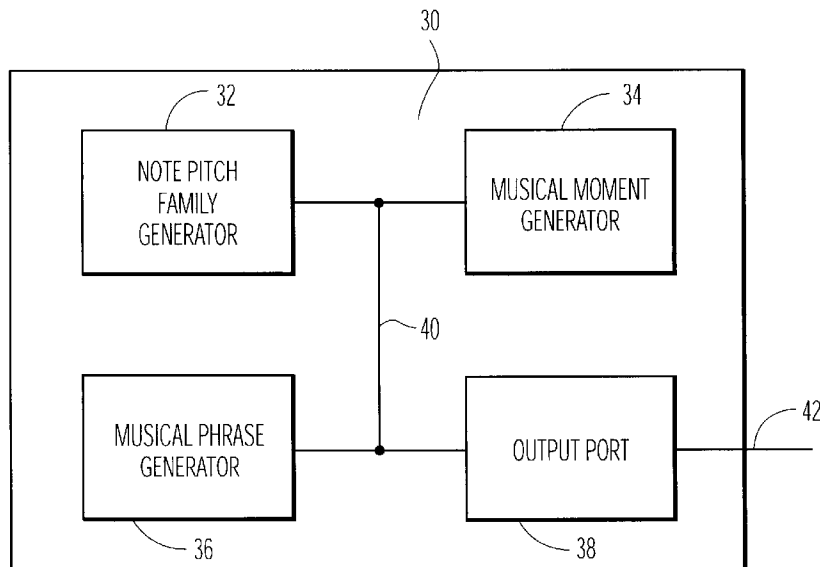 30
32
34
NOTE PITCH
FAMILY
GENERATOR
MUSICAL MOMENT
GENERATOR
40
MUSICAL PHRASE
GENERATOR
OUTPUT PORT
42
36
38